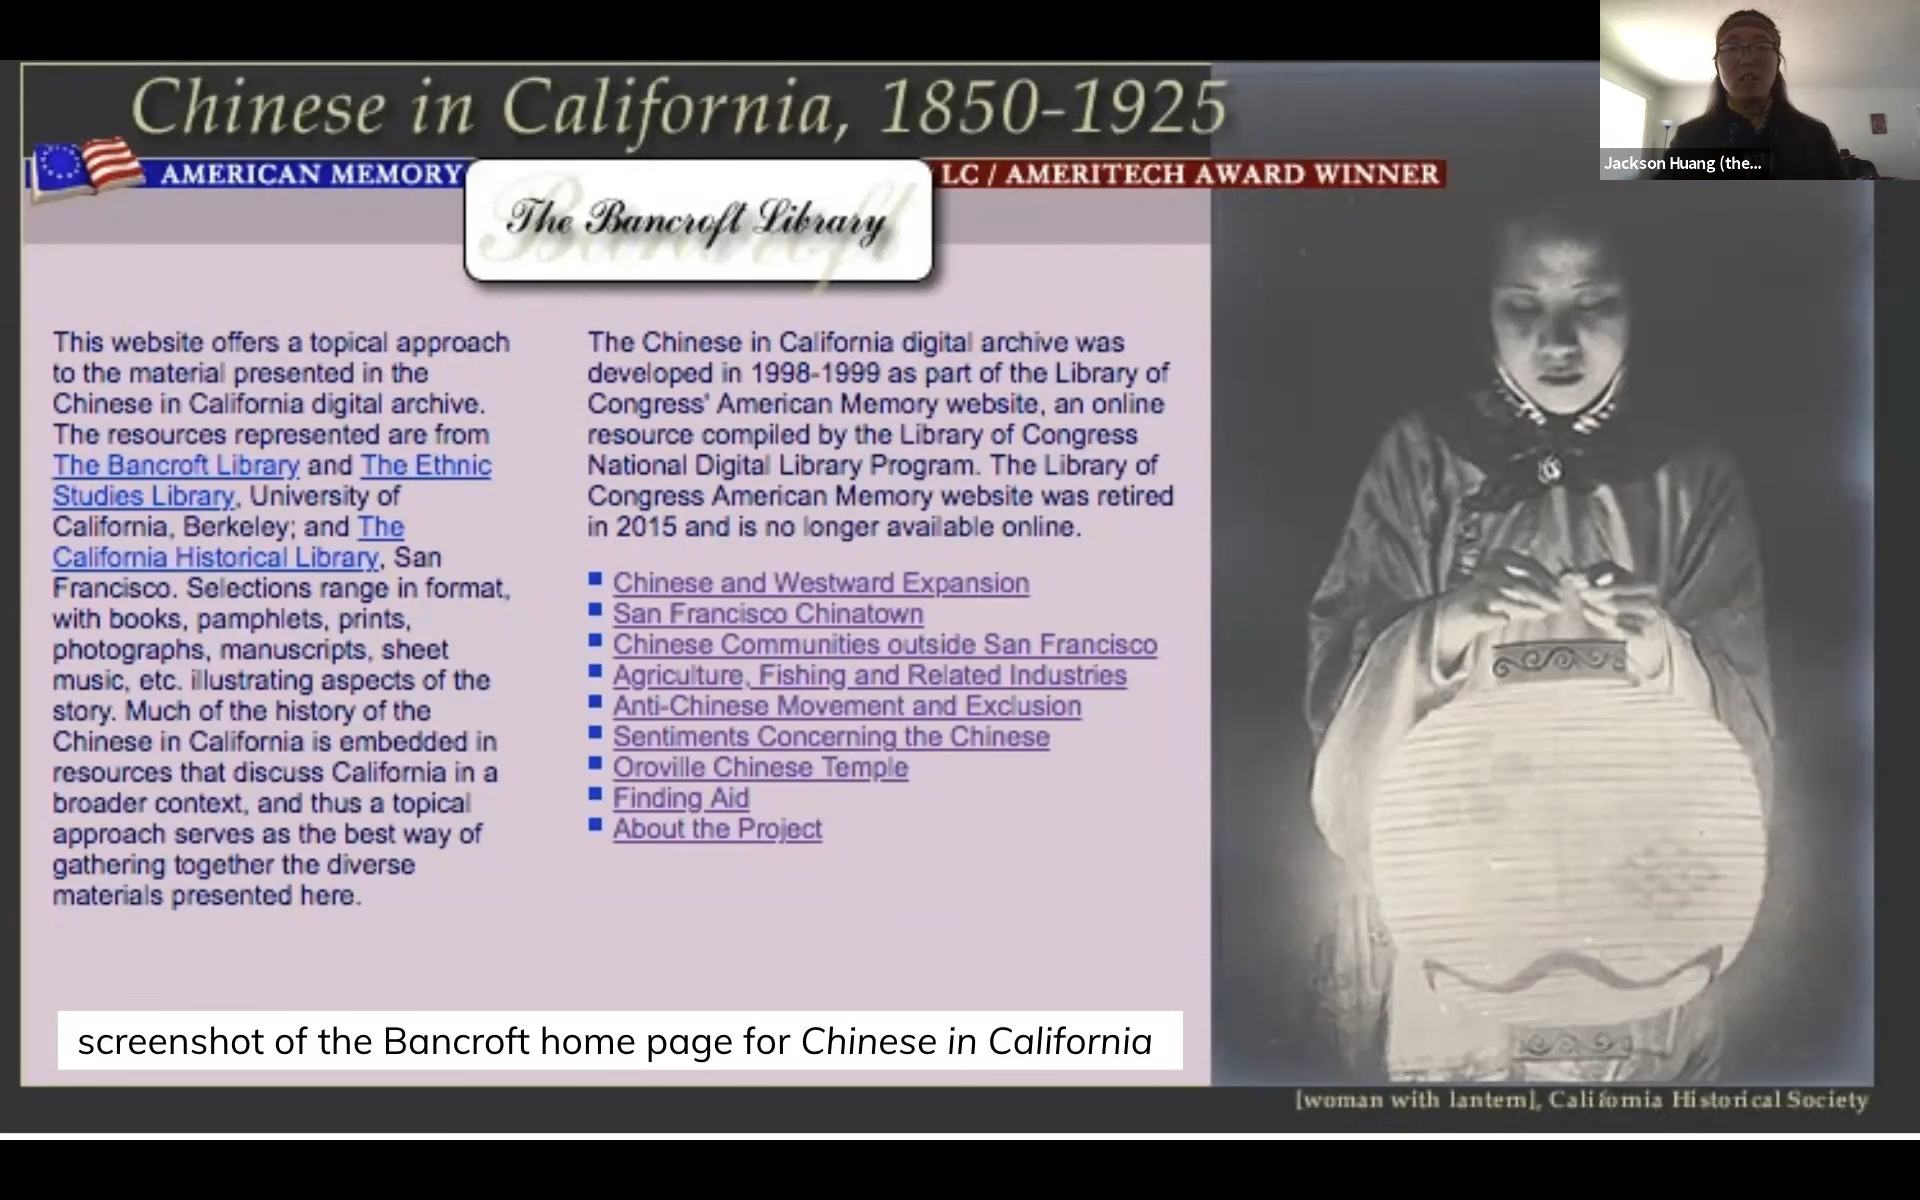 Chinese in California, 1850-1925
Jackson Huang (the...
AMERICAN MEMORY
LC / AMERITECH AWARD WINNER
The Bancroft Library
This website offers a topical approach
to the material presented in the
Chinese in California digital archive.
The resources represented are from
The Bancroft Library and The Ethnic
Studies Library, University of
California, Berkeley; and The
California Historical Library, San
Francisco. Selections range in format,
with books, pamphlets, prints,
photographs, manuscripts, sheet
music, etc. illustrating aspects of the
story. Much of the history of the
Chinese in California is embedded in
resources that discuss California in a
broader context, and thus a topical
approach serves as the best way of
gathering together the diverse
materials presented here.
The Chinese in California digital archive was
developed in 1998-1999 as part of the Library of
Congress' American Memory website, an online
resource compiled by the Library of Congress
National Digital Library Program. The Library of
Congress American Memory website was retired
in 2015 and is no longer available online.
Chinese and Westward Expansion
San Francisco Chinatown
Chinese Communities outside San Francisco
Agriculture, Fishing and Related Industries
Anti-Chinese Movement and Exclusion
Sentiments Concerning the Chinese
Oroville Chinese Temple
Finding Aid
About the Project
screenshot of the Bancroft home page for Chinese in California
[woman with lantern], California Historical Society